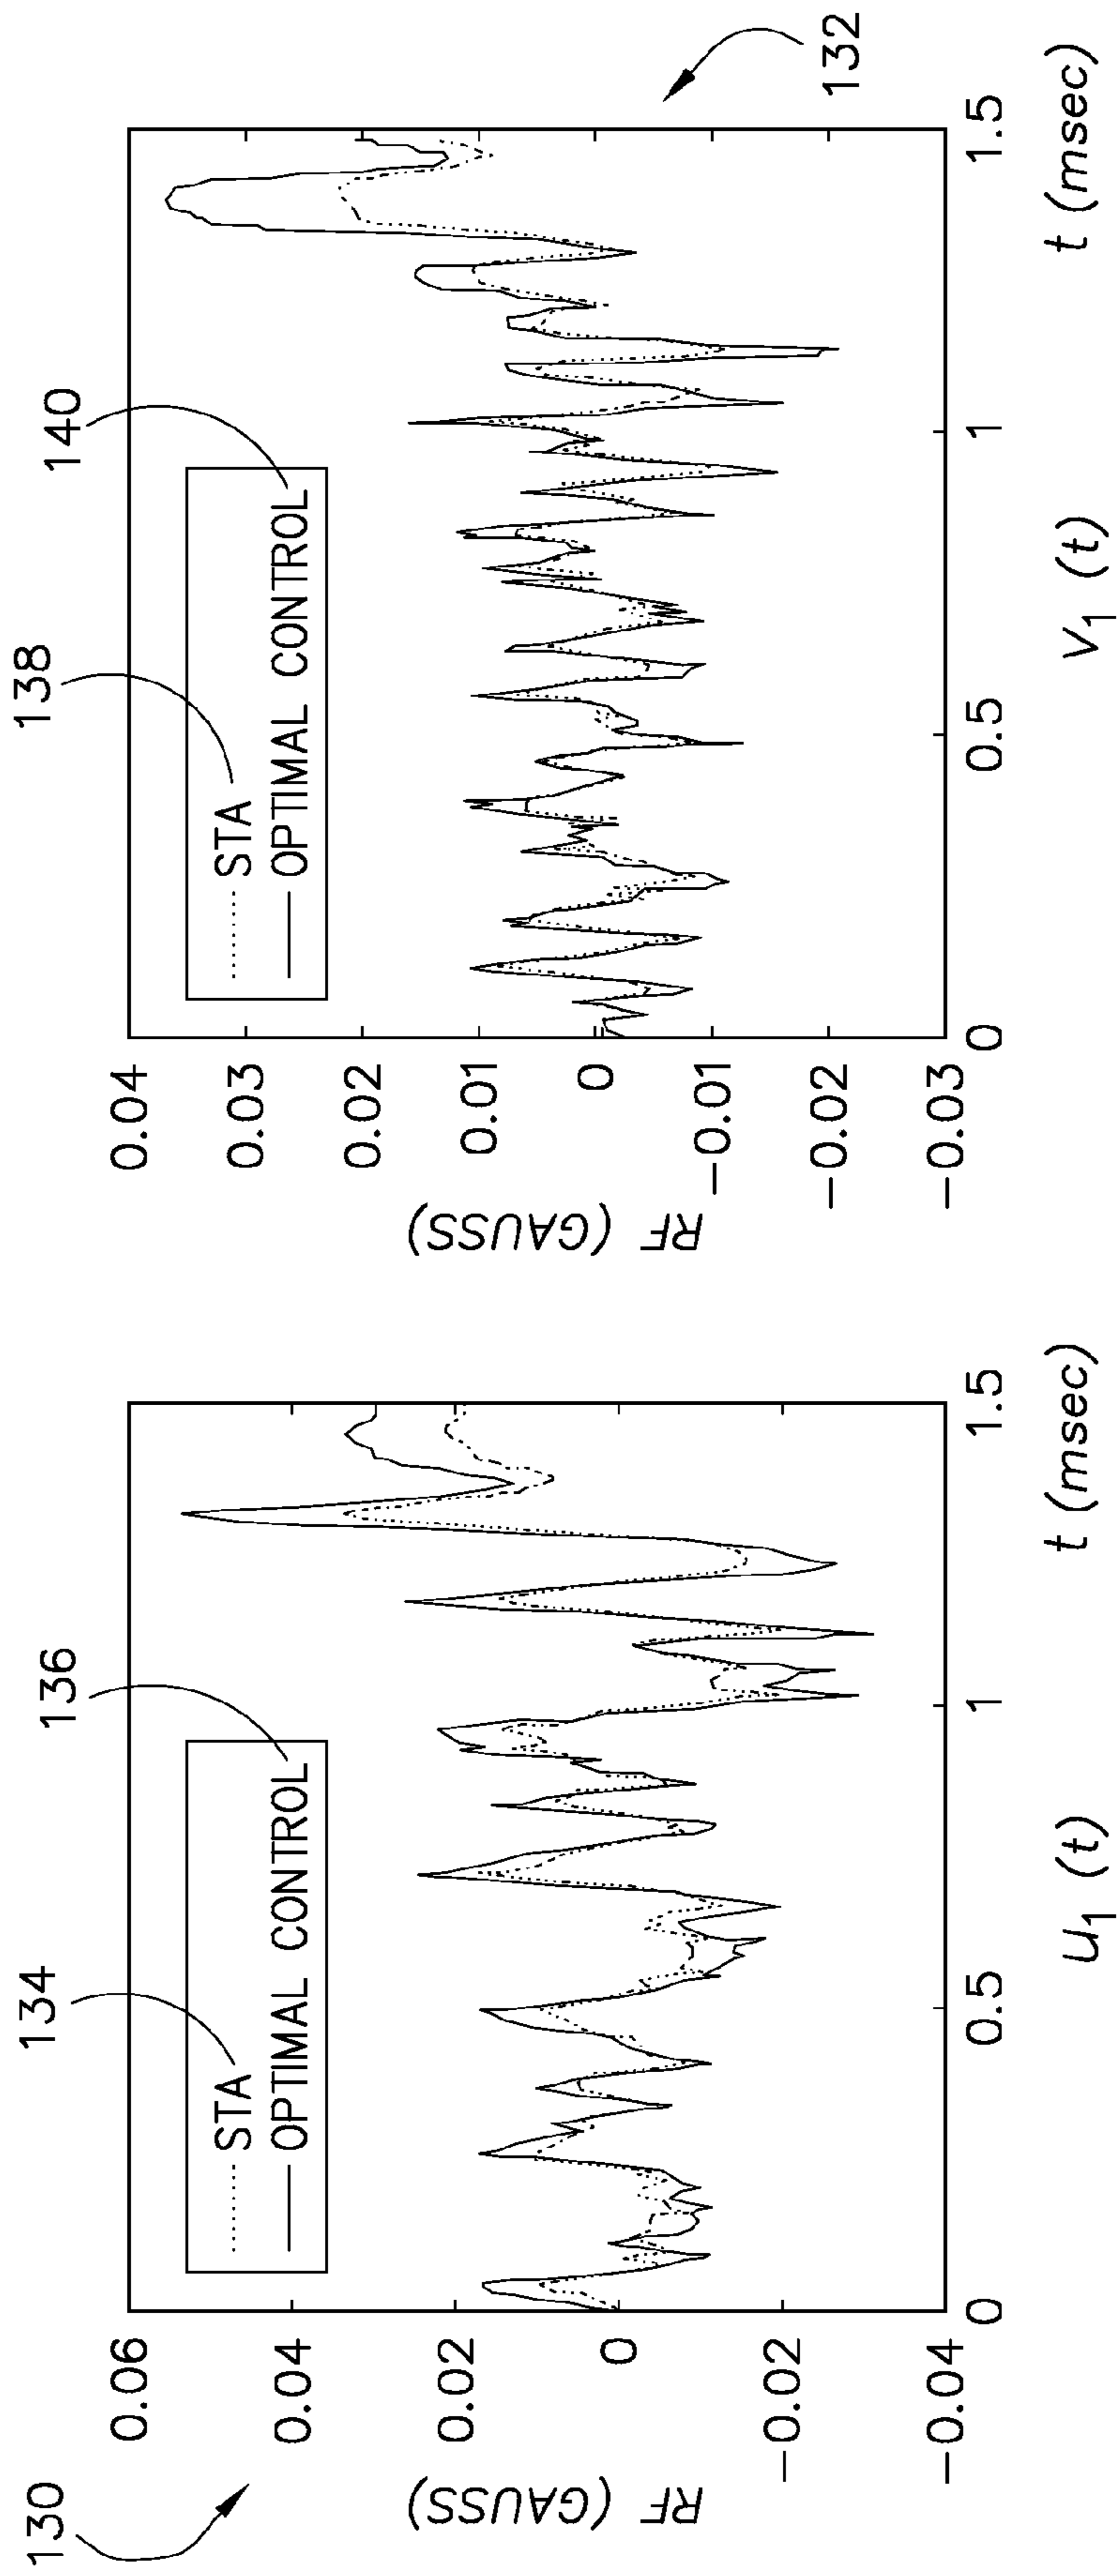 130
134
136
STA
OPTIMAL CONTROL
0.06
0.04
0.02
0
-0.02
-0.04
RF (GAUSS)
0
0.5
1
1.5
t (msec)
u1 (t)
138
140
132
STA
OPTIMAL CONTROL
0.04
0.03
0.02
0.01
0
-0.01
-0.02
-0.03
RF (GAUSS)
0
0.5
1
1.5
t (msec)
v1 (t)